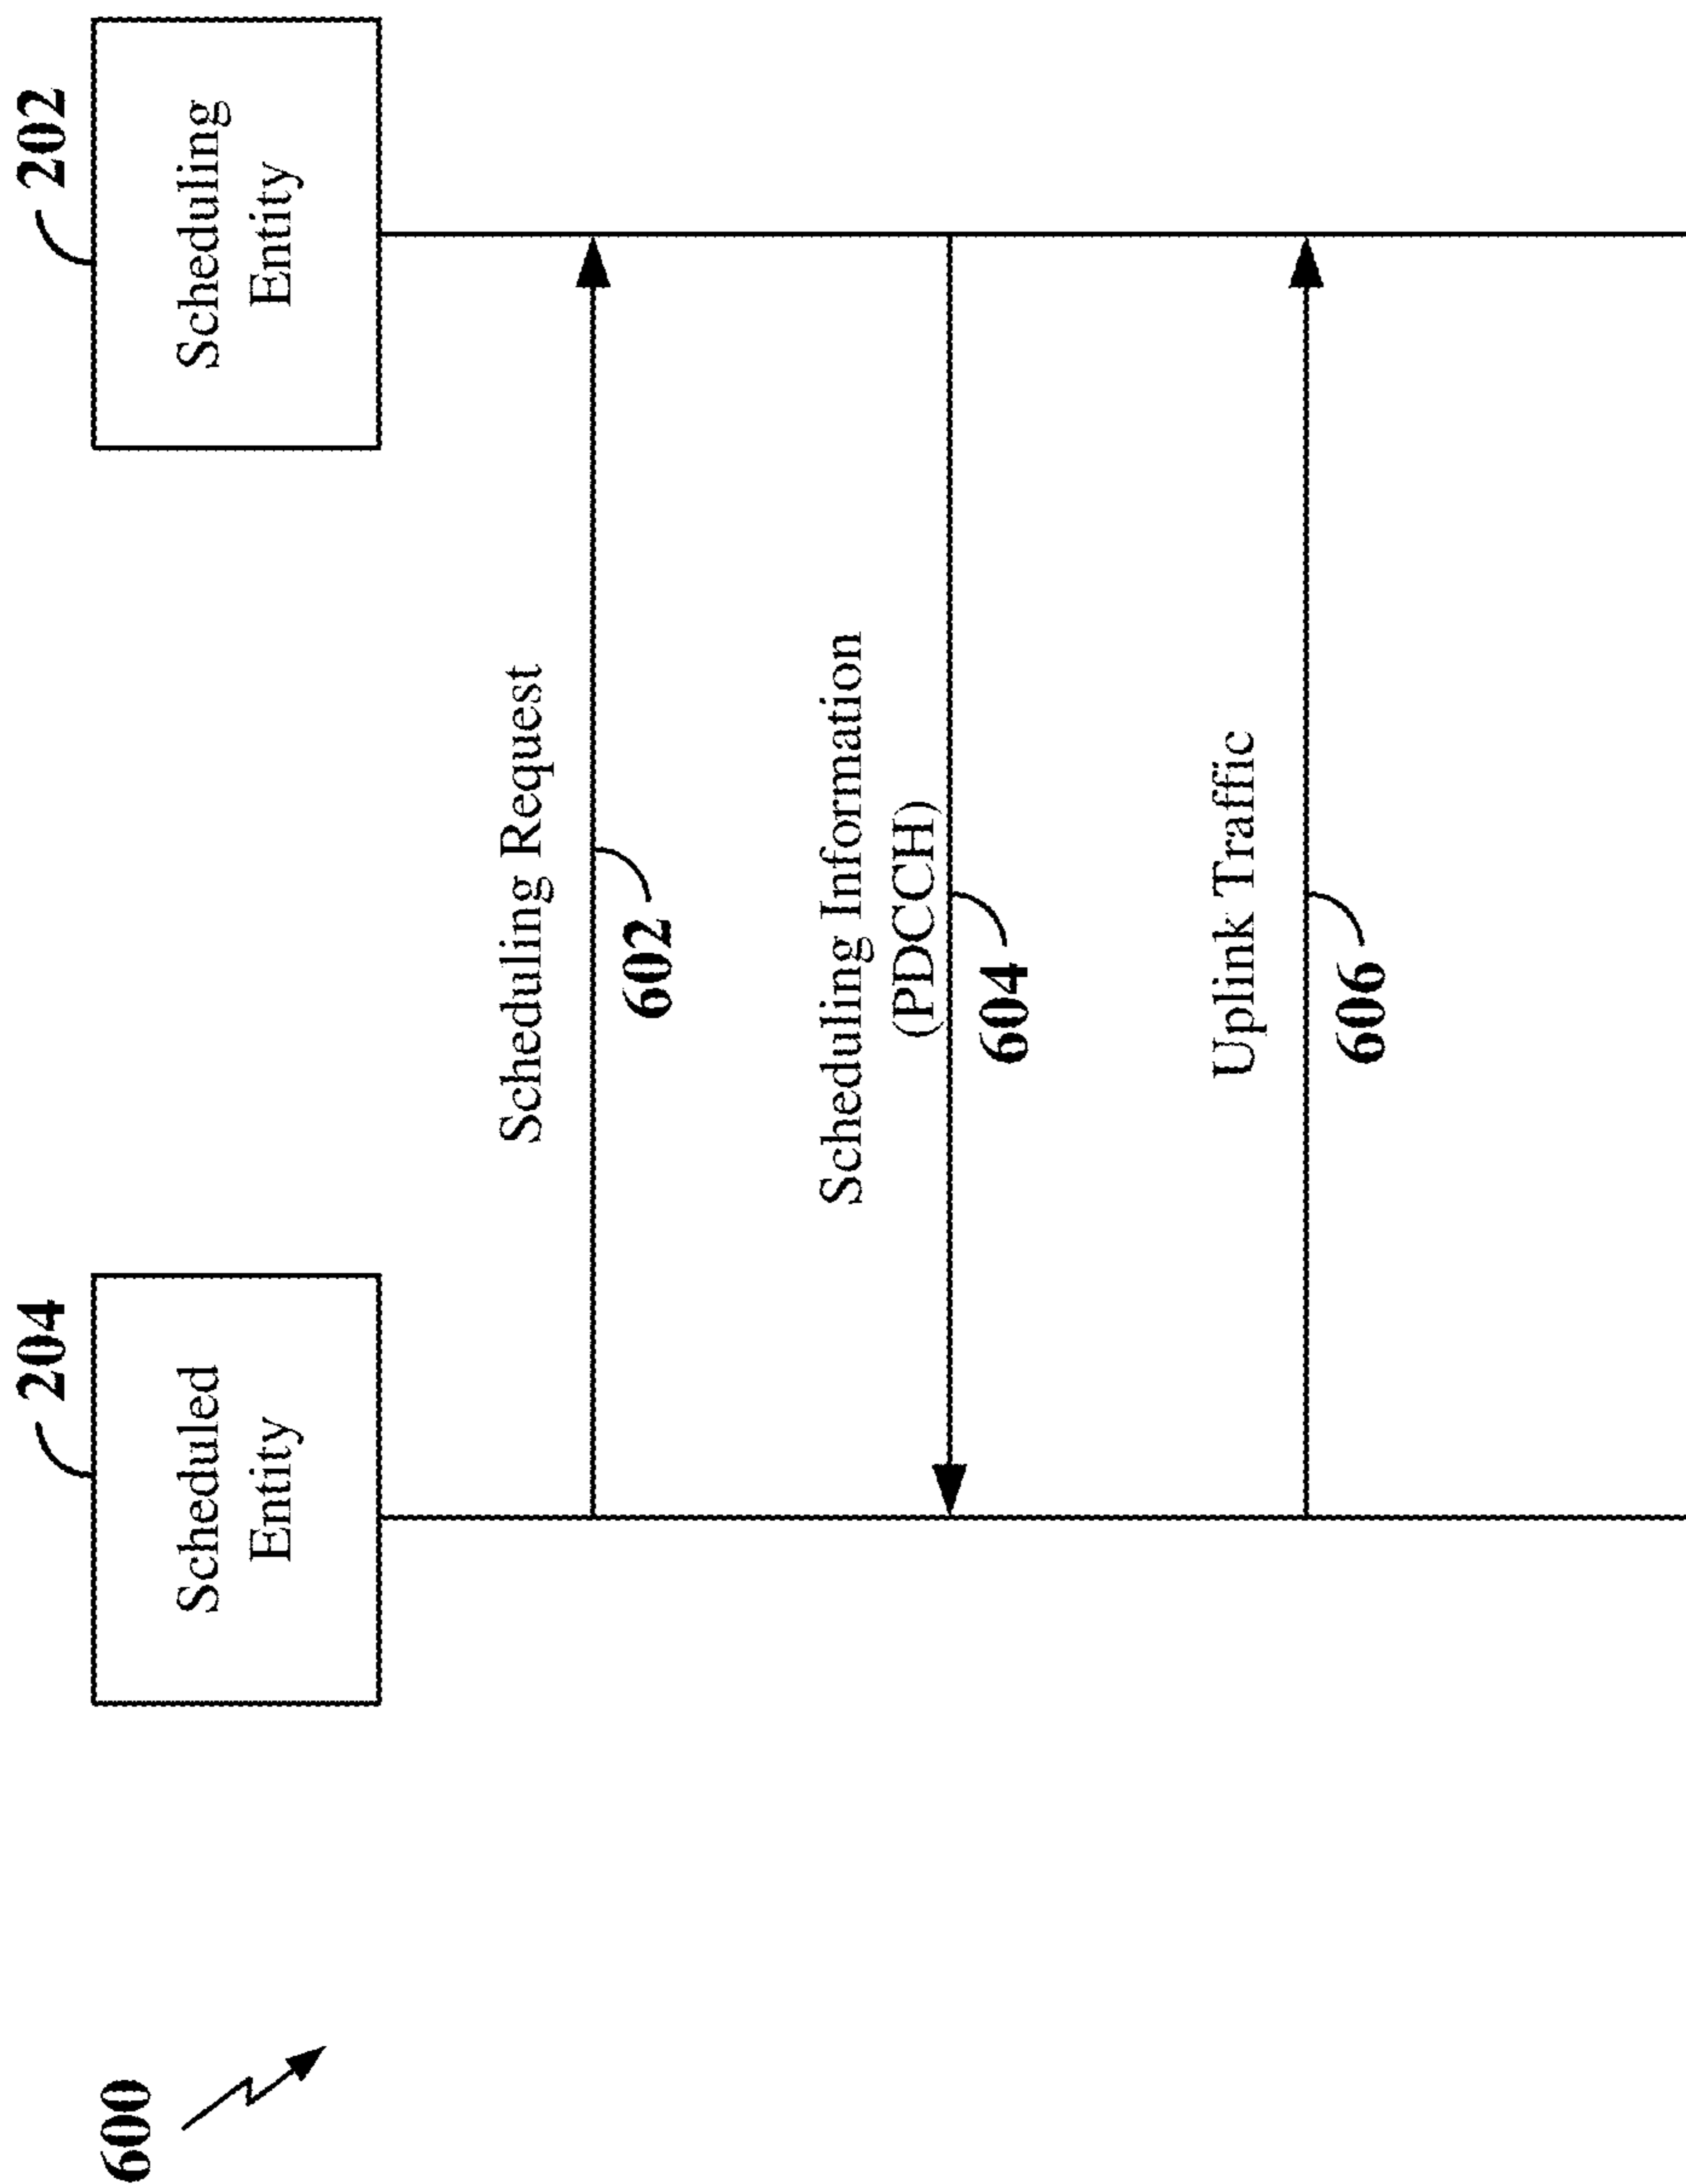 600
204
202
Scheduled
Entity
Scheduling
Entity
Scheduling Request
602
Scheduling Information
(PDCCH)
604
Uplink Traffic
606